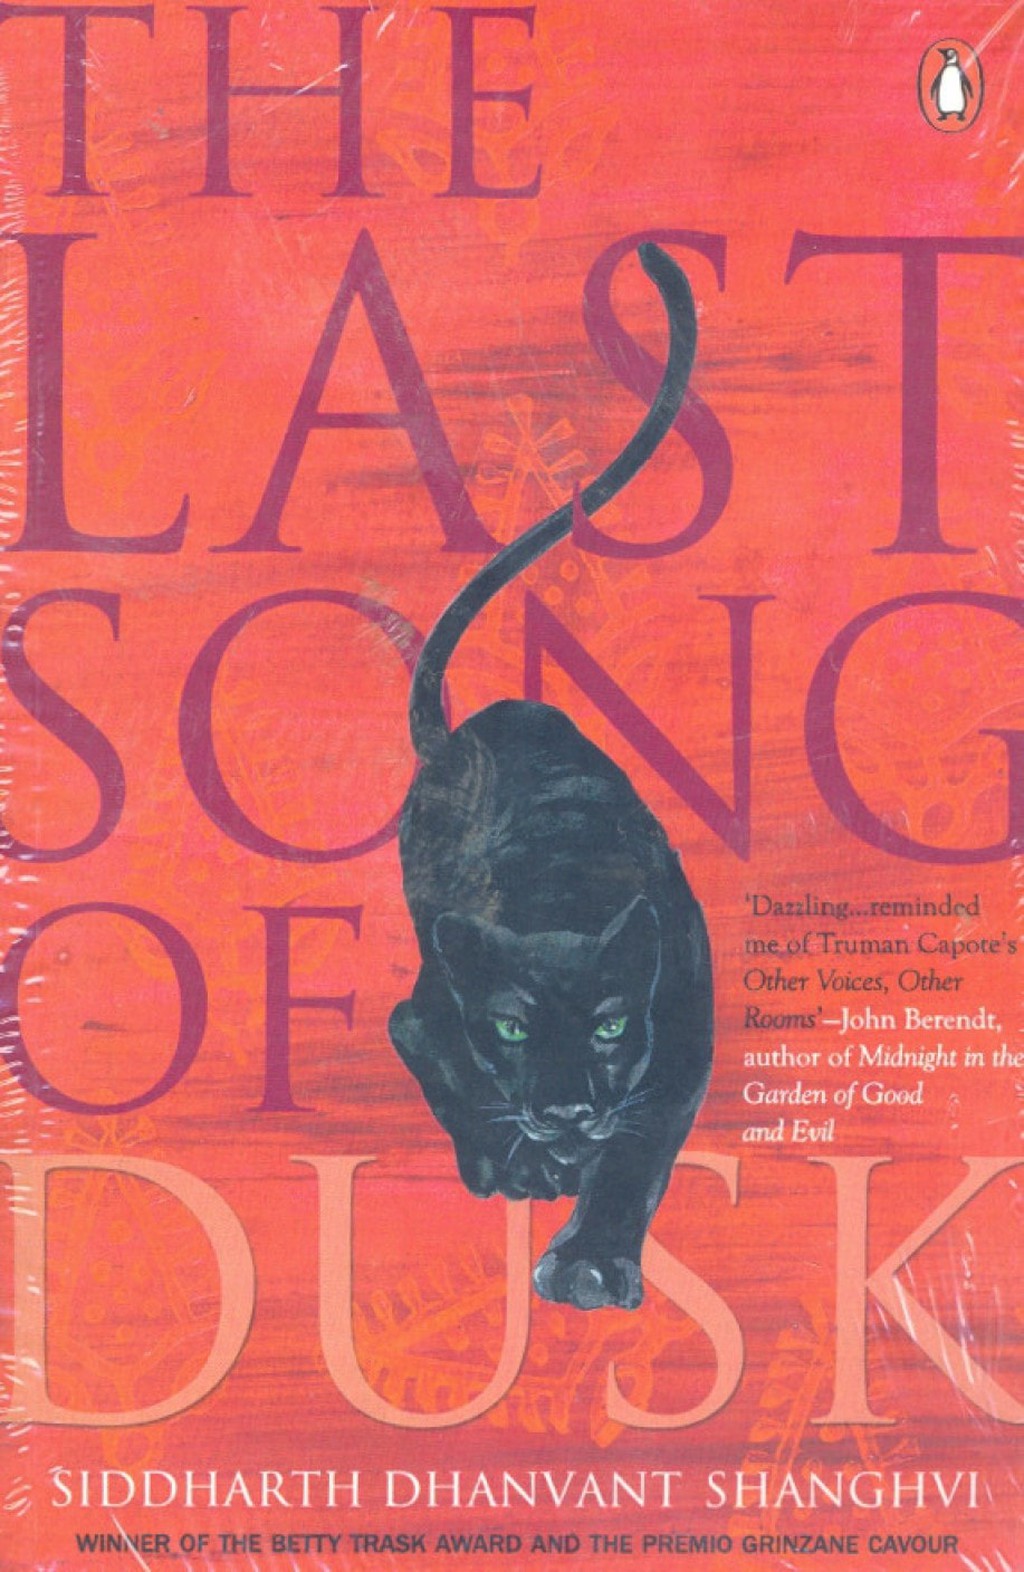 THE
LAST
SONG
OF
'Dazzling...reminded
me of Truman Capote's
Other Voices, Other
Rooms'–John Berendt,
author of Midnight in the
Garden of Good
and Evil
DUSK
SIDDHARTH DHANVANT SHANGHVI
WINNER OF THE BETTY TRASK AWARD AND THE PREMIO GRINZANE CAVOUR